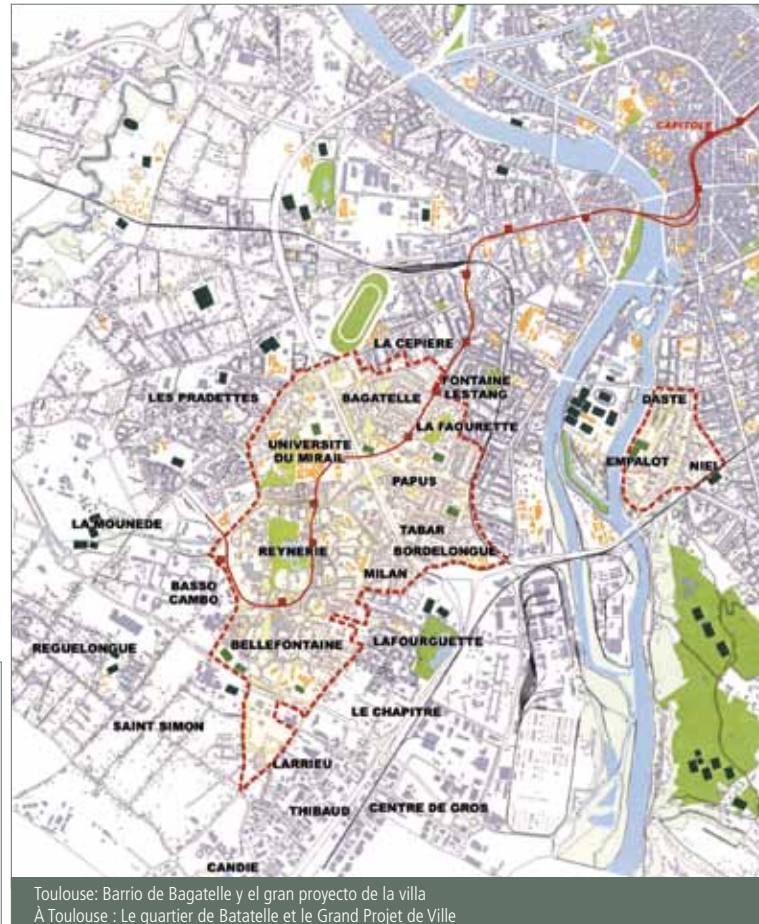 CAPITOLE
LA CEPIERE
LES PRADETTES
BAGATELLE
FONTAINE
LESTANG
DASTE
LA FAOURETTE
UNIVERSITE
DU MIRAIL
EMPALOT
NIEL
PAPUS
LA MOUNEDE
TABAR
REYNERIE
BORDELONGUE
MILAN
BASSO
CAMBO
BELLEFONTAINE
LAFOURGUETTE
REGUELONGUE
LE CHAPITRE
SAINT SIMON
LARRIEU
THIBAUD
CENTRE DE GROS
CANDIE
Toulouse: Barrio de Bagatelle y el gran proyecto de la villa
À Toulouse : Le quartier de Batatelle et le Grand Projet de Ville